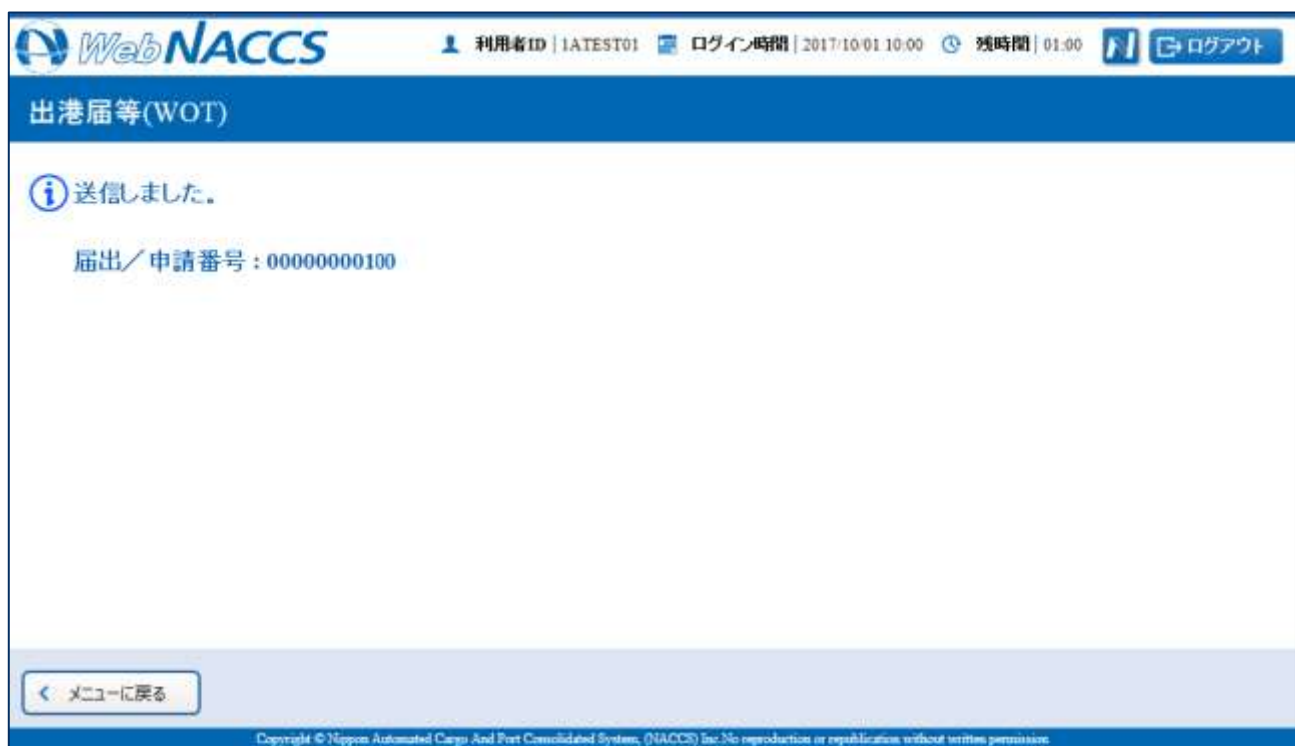 WebNACCS 利用者ID | 1ATEST01 ログイン時間 | 2017/10/01 10:00 残時間 | 01:00 ログアウト
出港届等(WOT)
送信しました。
届出／申請番号：00000000100
メニューに戻る
Copyright © Nippon Automated Cargo And Port Consolidated System, (NACCS) Inc.No reproduction or republication without written permission